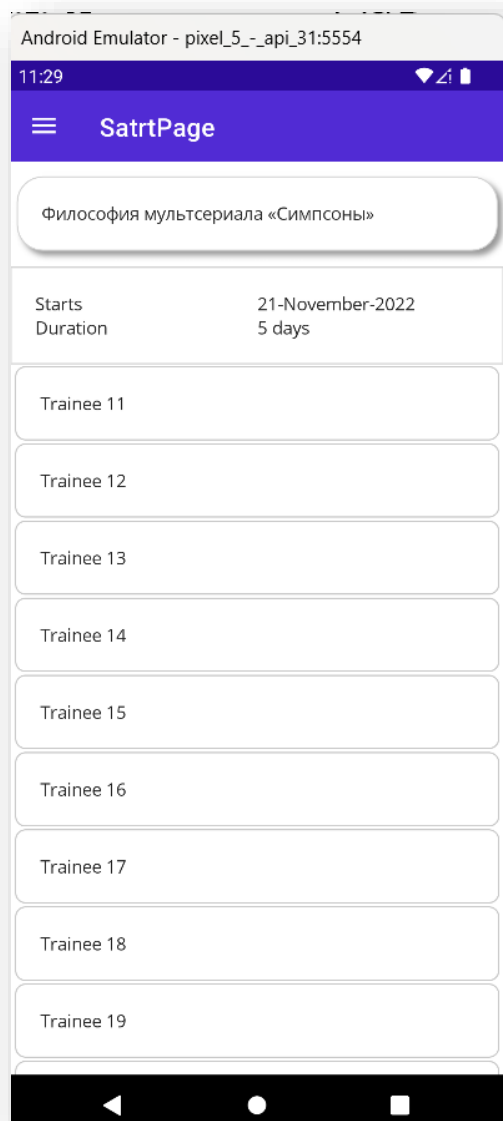 Android Emulator - pixel_5_-_api_31:5554
11:29
SatrtPage
Философия мультсериала «Симпсоны»
Starts 21-November-2022
Duration 5 days
Trainee 11
Trainee 12
Trainee 13
Trainee 14
Trainee 15
Trainee 16
Trainee 17
Trainee 18
Trainee 19